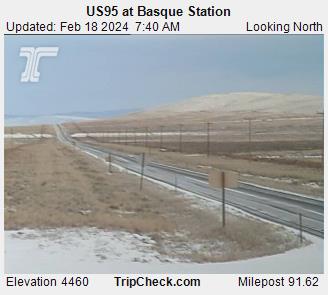 US95 at Basque Station
Updated: Feb 18 2024 7:40 AM Looking North
Elevation 4460 TripCheck.com Milepost 91.62